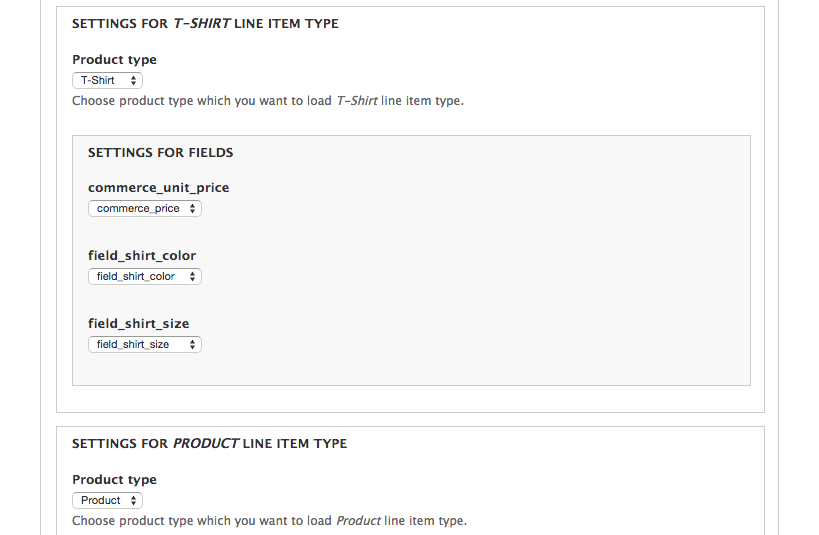 SETTINGS FOR T-SHIRT LINE ITEM TYPE
Product type
T-Shirt
Choose product type which you want to load T-Shirt line item type.
SETTINGS FOR FIELDS
commerce_unit_price
commerce_price
field_shirt_color
field_shirt_color
field_shirt_size
field_shirt_size
SETTINGS FOR PRODUCT LINE ITEM TYPE
Product type
Product
Choose product type which you want to load Product line item type.